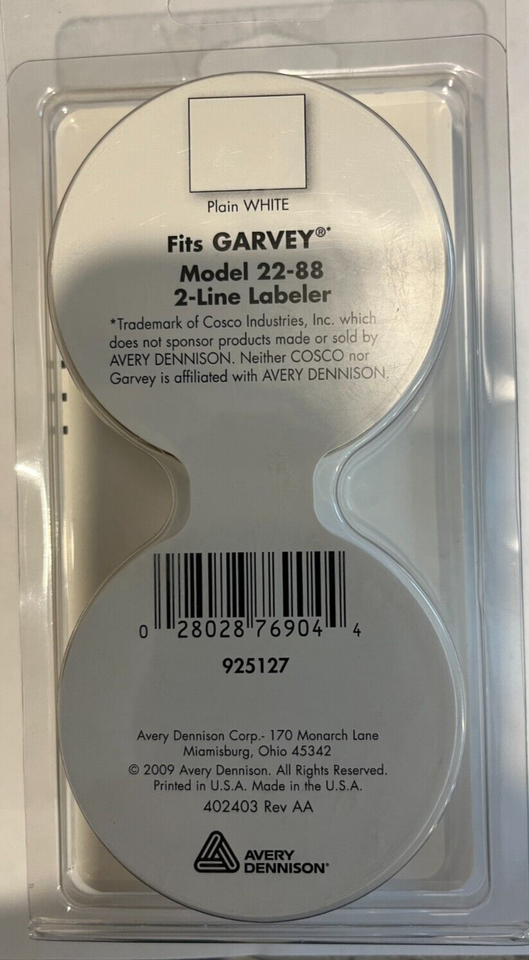 Plain WHITE
Fits GARVEY®*
Model 22-88
2-Line Labeler
*Trademark of Cosco Industries, Inc. which
does not sponsor products made or sold by
AVERY DENNISON. Neither COSCO nor
Garvey is affiliated with AVERY DENNISON.
0 28028 76904 4
925127
Avery Dennison Corp.- 170 Monarch Lane
Miamisburg, Ohio 45342
© 2009 Avery Dennison. All Rights Reserved.
Printed in U.S.A. Made in the U.S.A.
402403 Rev AA
AVERY
DENNISON®